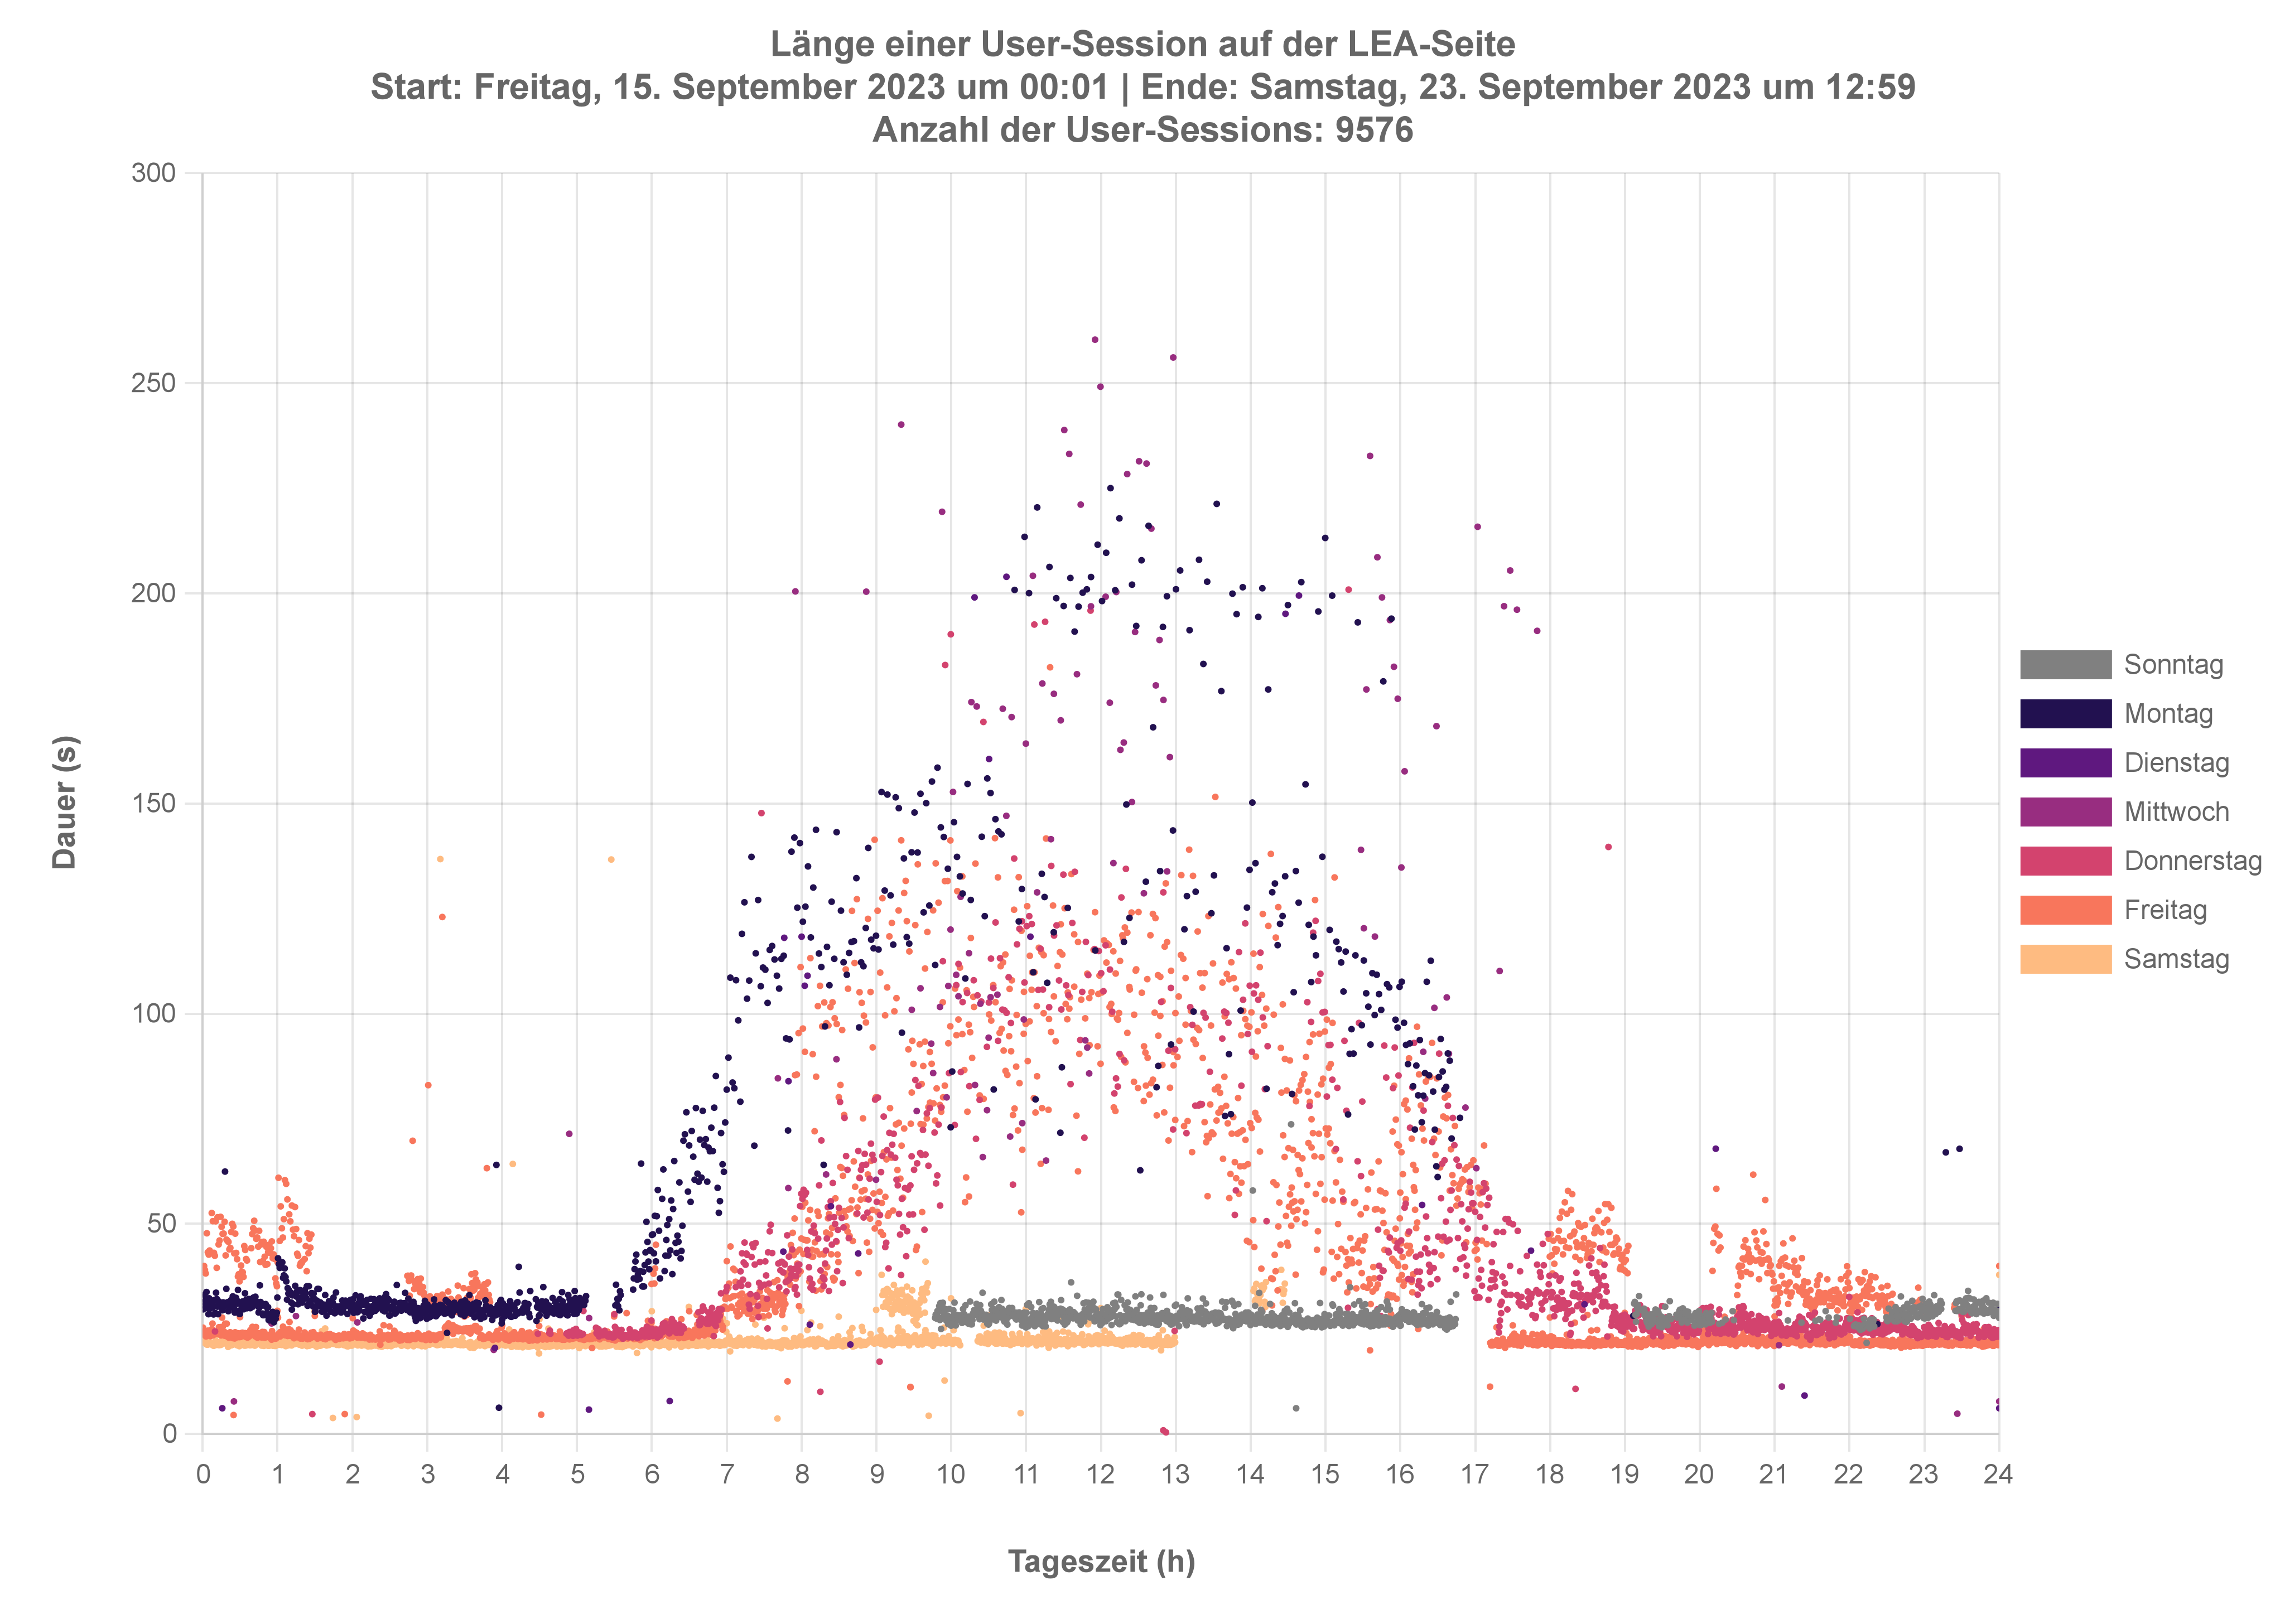 Länge einer User-Session auf der LEA-Seite
Start: Freitag, 15. September 2023 um 00:01 | Ende: Samstag, 23. September 2023 um 12:59
Anzahl der User-Sessions: 9576
300
250
200
150
100
50
0
Dauer (s)
0 1 2 3 4 5 6 7 8 9 10 11 12 13 14 15 16 17 18 19 20 21 22 23 24
Tageszeit (h)
Sonntag
Montag
Dienstag
Mittwoch
Donnerstag
Freitag
Samstag